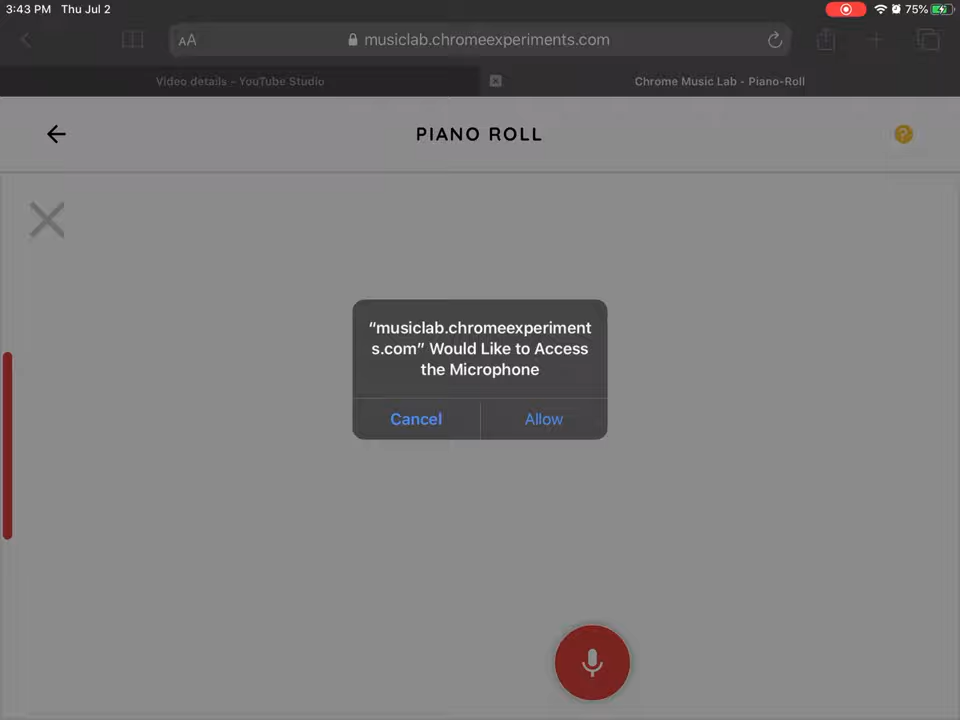 3:43 PM Thu Jul 2
75%
AA
musiclab.chromeexperiments.com
Video details - YouTube Studio
Chrome Music Lab - Piano-Roll
PIANO ROLL
?
“musiclab.chromeexperiment
s.com” Would Like to Access
the Microphone
Cancel
Allow